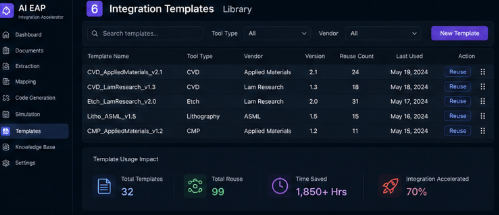 AI EAP
Integration Accelerator
Dashboard
Documents
Extraction
Mapping
Code Generation
Simulation
Templates
Knowledge Base
Settings
6 Integration Templates Library
Search templates... Tool Type All Vendor All New Template
Template Name Tool Type Vendor Version Reuse Count Last Used Action
CVD_AppliedMaterials_v2.1 CVD Applied Materials 2.1 24 May 19, 2024 Reuse
CVD_LamResearch_v1.3 CVD Lam Research 1.3 18 May 18, 2024 Reuse
Etch_LamResearch_v2.0 Etch Lam Research 2.0 31 May 17, 2024 Reuse
Litho_ASML_v1.5 Lithography ASML 1.5 15 May 16, 2024 Reuse
CMP_AppliedMaterials_v1.2 CMP Applied Materials 1.2 11 May 15, 2024 Reuse
Template Usage Impact
Total Templates Total Reuse Time Saved Integration Accelerated
32 99 1,850+ Hrs 70%